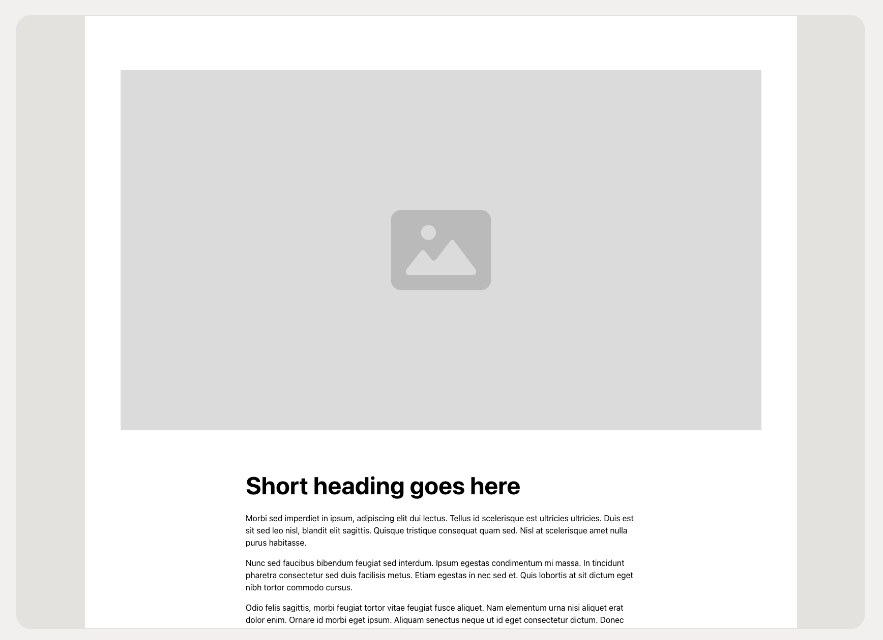 Short heading goes here
Morbi sed imperdiet in ipsum, adipiscing elit dui lectus. Tellus id scelerisque est ultricies ultricies. Duis est
sit sed leo nisl, blandit elit sagittis. Quisque tristique consequat quam sed. Nisl at scelerisque amet nulla
purus habitasse.
Nunc sed faucibus bibendum feugiat sed interdum. Ipsum egestas condimentum mi massa. In tincidunt
pharetra consectetur sed duis facilisis metus. Etiam egestas in nec sed et. Quis lobortis at sit dictum eget
nibh tortor commodo cursus.
Odio felis sagittis, morbi feugiat tortor vitae feugiat fusce aliquet. Nam elementum urna nisi aliquet erat
dolor enim. Ornare id morbi eget ipsum. Aliquam senectus neque ut id eget consectetur dictum. Donec